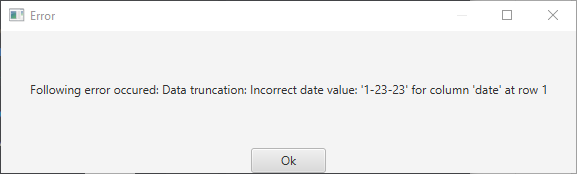 Error
Following error occured: Data truncation: Incorrect date value: '1-23-23' for column 'date' at row 1
Ok